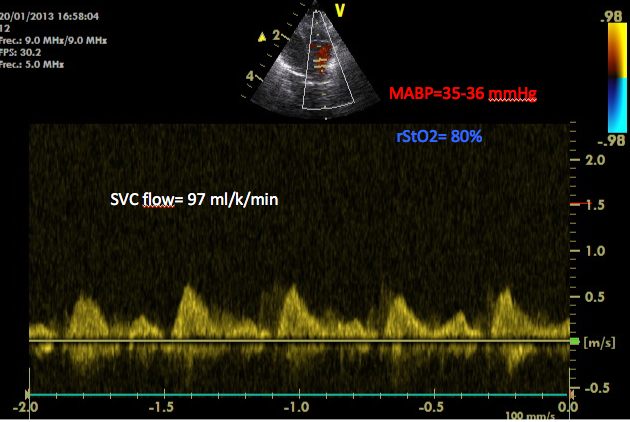 20/01/2013 16:58:04
12
Frec.: 9.0 MHz/9.0 MHz
FPS: 30.2
Frec.: 5.0 MHz
V
2
4
.98
-.98
MABP=35-36 mmHg
rStO2= 80%
SVC flow= 97 ml/k/min
2.0
1.5
1.0
0.5
[m/s]
-0.5
-2.0 -1.5 -1.0 -0.5 0.0
100 mm/s